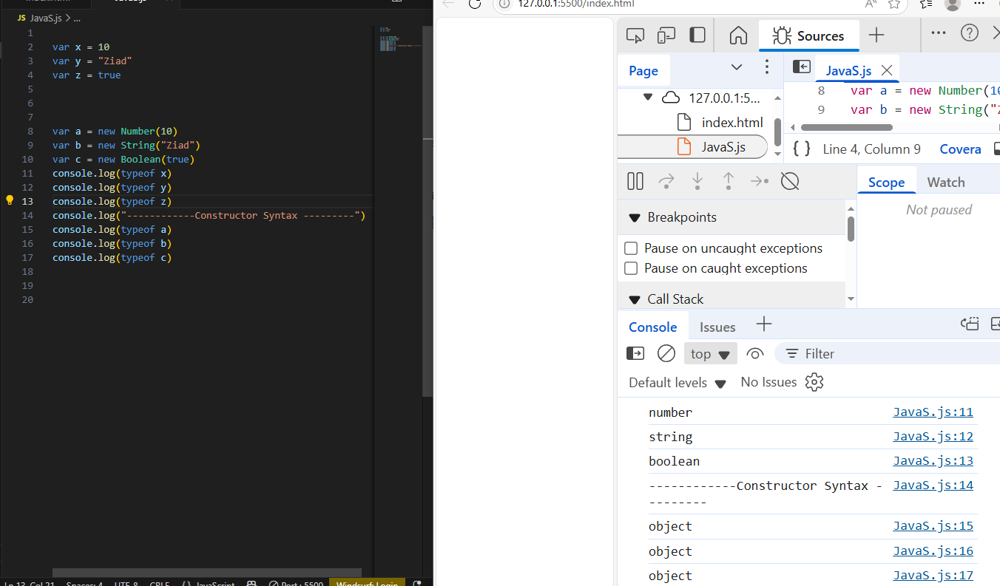 JS JavaS.js > ...
1
2 var x = 10
3 var y = "Ziad"
4 var z = true
5
6
7
8 var a = new Number(10)
9 var b = new String("Ziad")
10 var c = new Boolean(true)
11 console.log(typeof x)
12 console.log(typeof y)
13 console.log(typeof z)
14 console.log("------------Constructor Syntax ---------")
15 console.log(typeof a)
16 console.log(typeof b)
17 console.log(typeof c)
18
19
20
Ln 13, Col 21 Spaces: 4 UTF-8 CRLF { } JavaScript Port : 5500 Windsurf: Login
127.0.0.1:5500/index.html
Sources
Page
127.0.0.1:5...
index.html
JavaS.js
JavaS.js
8 var a = new Number(10
9 var b = new String("Z
{ } Line 4, Column 9 Covera
Breakpoints
Pause on uncaught exceptions
Pause on caught exceptions
Call Stack
Scope Watch
Not paused
Console Issues
top Filter
Default levels No Issues
number JavaS.js:11
string JavaS.js:12
boolean JavaS.js:13
------------Constructor Syntax - JavaS.js:14
--------
object JavaS.js:15
object JavaS.js:16
object JavaS.js:17